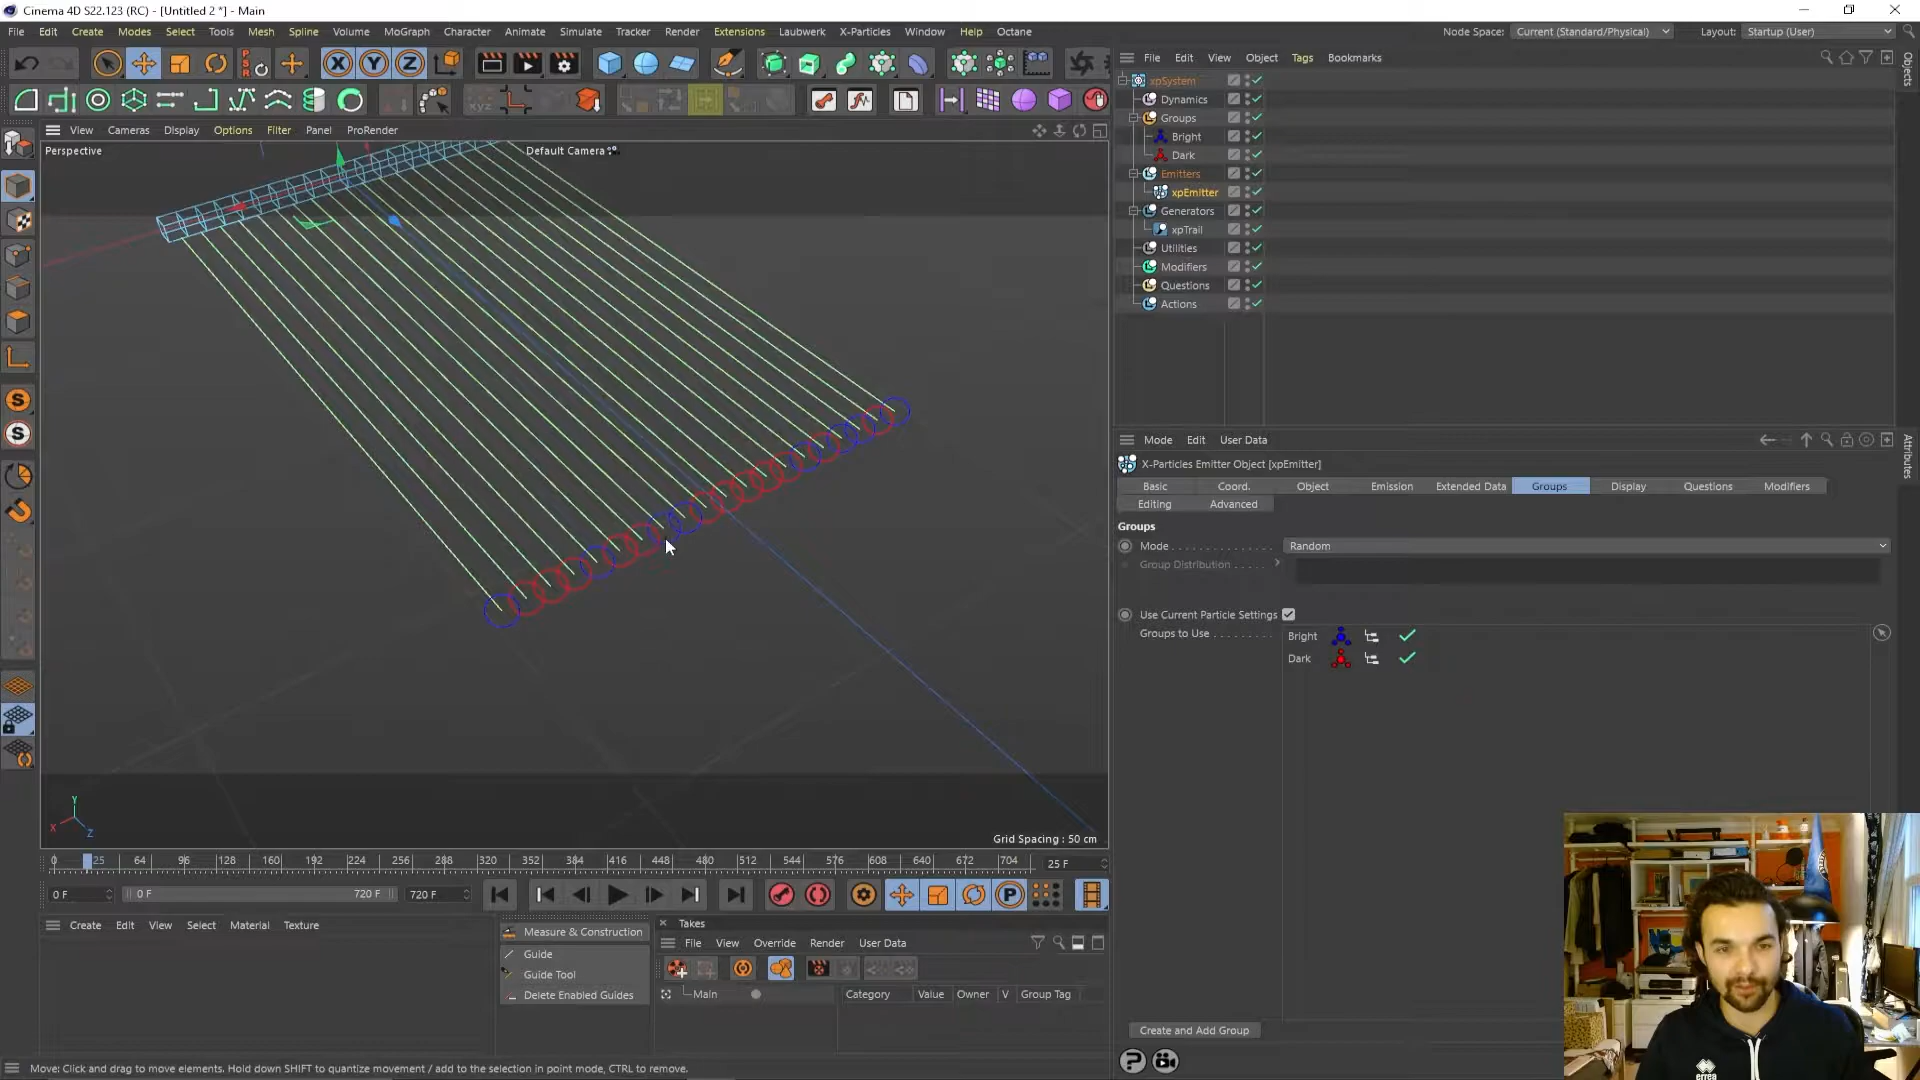 Cinema 4D S22.123 (RC) - [Untitled 2 *] - Main
File Edit Create Modes Select Tools Mesh Spline Volume MoGraph Character Animate Simulate Tracker Render Extensions Laubwerk X-Particles Window Help Octane
Node Space: Current (Standard/Physical) Layout: Startup (User)
File Edit View Object Tags Bookmarks
Objects
xpSystem
Dynamics
Groups
Bright
Dark
Emitters
xpEmitter
Generators
xpTrail
Utilities
Modifiers
Questions
Actions
View Cameras Display Options Filter Panel ProRender
Perspective
Default Camera
X Y Z
PSR
XYZ
S
S
Y
X
Z
Grid Spacing : 50 cm
Mode Edit User Data
Attributes
X-Particles Emitter Object [xpEmitter]
Basic Coord. Object Emission Extended Data Groups Display Questions Modifiers
Editing Advanced
Groups
Mode . . . . . . . . . . . . . . . Random
Group Distribution . . . . .
Use Current Particle Settings
Groups to Use . . . . . . . . .
Bright
Dark
Create and Add Group
0 25 64 96 128 160 192 224 256 288 320 352 384 416 448 480 512 544 576 608 640 672 704 25 F
0 F 0 F 720 F 720 F
P
Create Edit View Select Material Texture
Measure & Construction
Guide
Guide Tool
Delete Enabled Guides
Takes
File View Override Render User Data
Main
Category Value Owner V Group Tag
?
errea
Move: Click and drag to move elements. Hold down SHIFT to quantize movement / add to the selection in point mode, CTRL to remove.